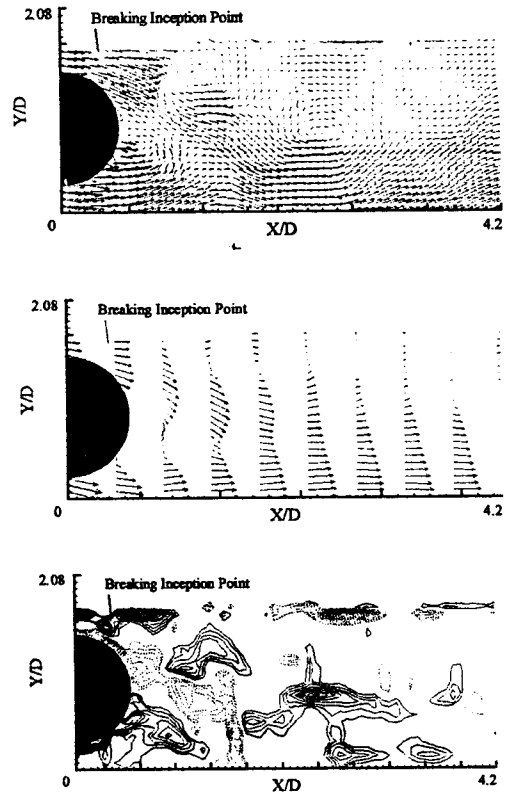 2.08
Breaking Inception Point
Y/D
0
X/D
4.2
2.08
Breaking Inception Point
Y/D
0
X/D
4.2
2.08
Breaking Inception Point
Y/D
0
X/D
4.2